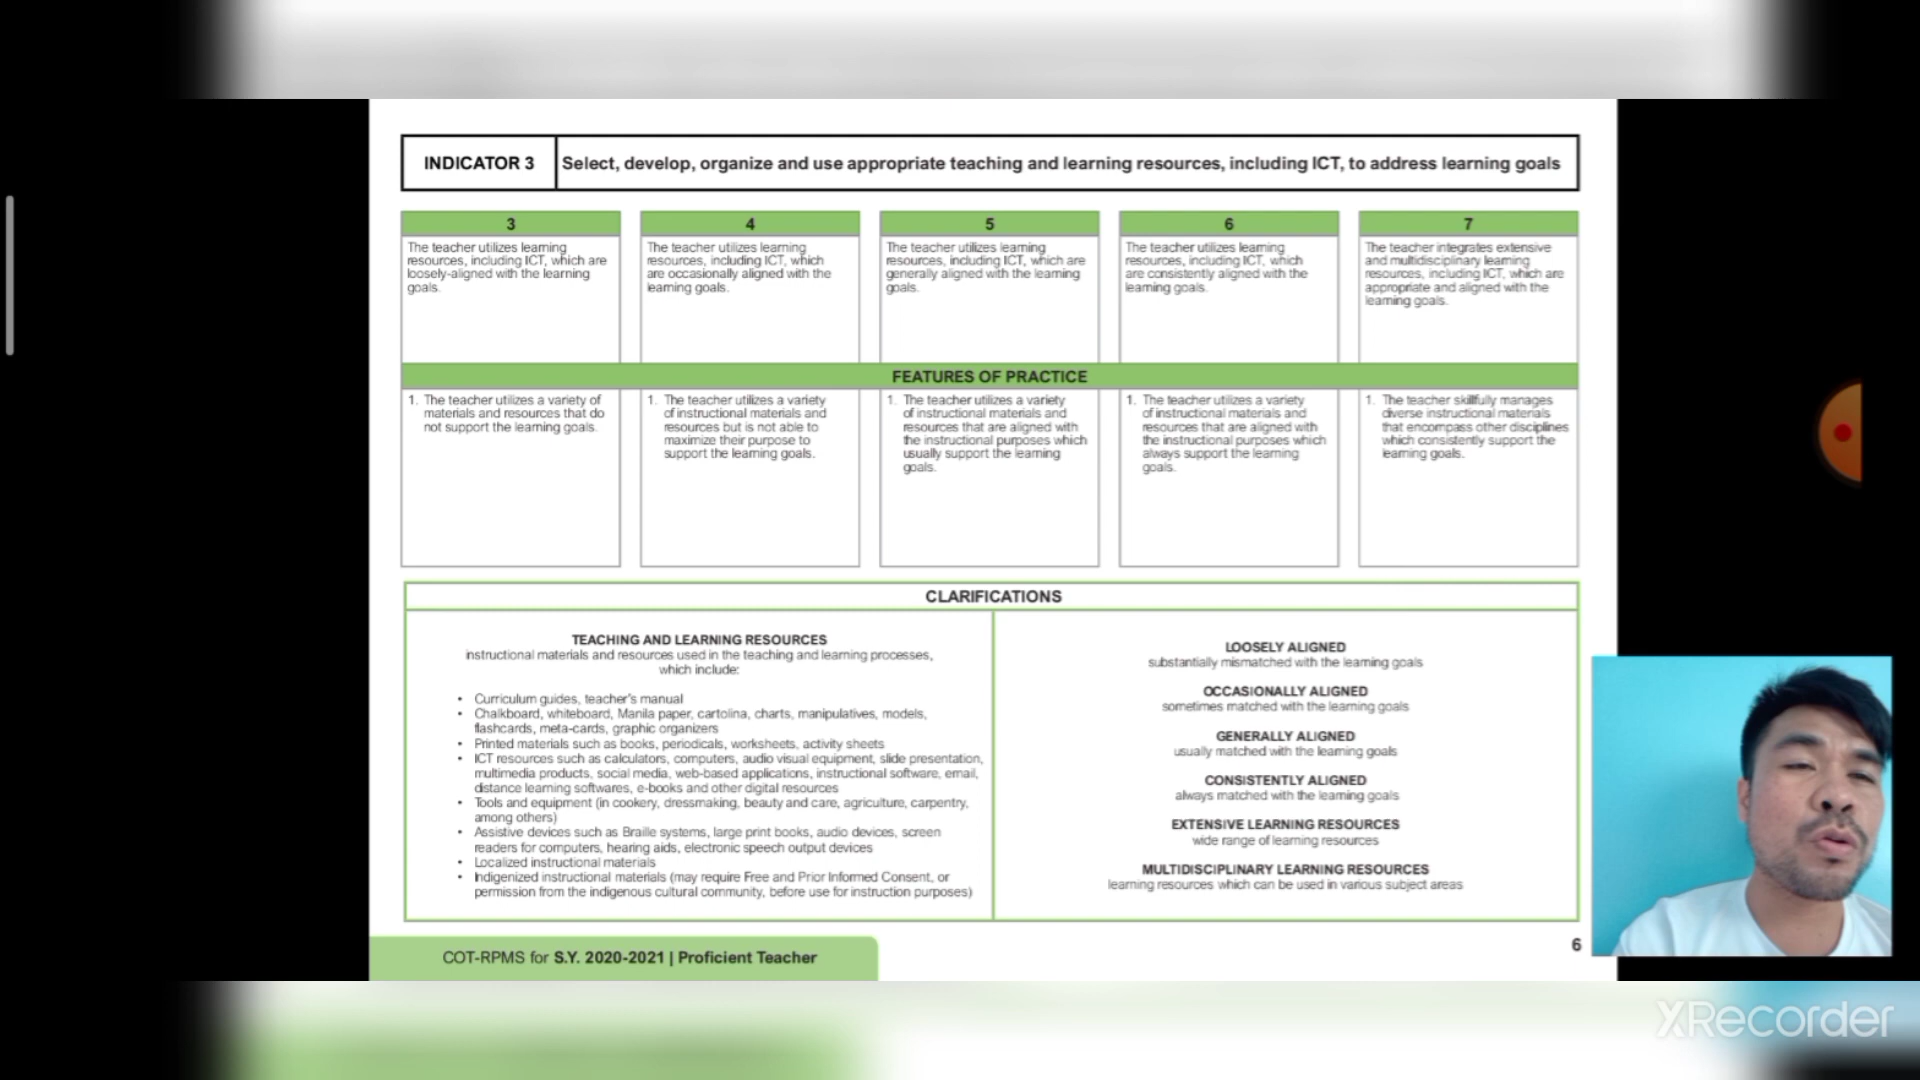 INDICATOR 3
Select, develop, organize and use appropriate teaching and learning resources, including ICT, to address learning goals
3
The teacher utilizes learning
resources, including ICT, which are
loosely-aligned with the learning
goals.
4
The teacher utilizes learning
resources, including ICT, which
are occasionally aligned with the
learning goals.
5
The teacher utilizes learning
resources, including ICT, which are
generally aligned with the learning
goals.
6
The teacher utilizes learning
resources, including ICT, which
are consistently aligned with the
learning goals.
7
The teacher integrates extensive
and multidisciplinary learning
resources, including ICT, which are
appropriate and aligned with the
learning goals.
FEATURES OF PRACTICE
1. The teacher utilizes a variety of
materials and resources that do
not support the learning goals.
1. The teacher utilizes a variety
of instructional materials and
resources but is not able to
maximize their purpose to
support the learning goals.
1. The teacher utilizes a variety
of instructional materials and
resources that are aligned with
the instructional purposes which
usually support the learning
goals.
1. The teacher utilizes a variety
of instructional materials and
resources that are aligned with
the instructional purposes which
always support the learning
goals.
1. The teacher skillfully manages
diverse instructional materials
that encompass other disciplines
which consistently support the
learning goals.
CLARIFICATIONS
TEACHING AND LEARNING RESOURCES
instructional materials and resources used in the teaching and learning processes,
which include:
• Curriculum guides, teacher's manual
• Chalkboard, whiteboard, Manila paper, cartolina, charts, manipulatives, models,
flashcards, meta-cards, graphic organizers
• Printed materials such as books, periodicals, worksheets, activity sheets
• ICT resources such as calculators, computers, audio visual equipment, slide presentation,
multimedia products, social media, web-based applications, instructional software, email,
distance learning softwares, e-books and other digital resources
• Tools and equipment (in cookery, dressmaking, beauty and care, agriculture, carpentry,
among others)
• Assistive devices such as Braille systems, large print books, audio devices, screen
readers for computers, hearing aids, electronic speech output devices
• Localized instructional materials
• Indigenized instructional materials (may require Free and Prior Informed Consent, or
permission from the indigenous cultural community, before use for instruction purposes)
LOOSELY ALIGNED
substantially mismatched with the learning goals
OCCASIONALLY ALIGNED
sometimes matched with the learning goals
GENERALLY ALIGNED
usually matched with the learning goals
CONSISTENTLY ALIGNED
always matched with the learning goals
EXTENSIVE LEARNING RESOURCES
wide range of learning resources
MULTIDISCIPLINARY LEARNING RESOURCES
learning resources which can be used in various subject areas
COT-RPMS for S.Y. 2020-2021 | Proficient Teacher
6
XRecorder